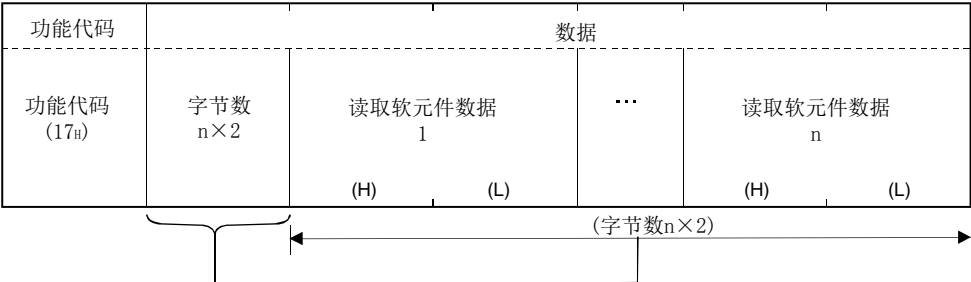 功能代码 数据
功能代码 字节数 读取软元件数据 … 读取软元件数据
(17H) n×2 1 n
(H) (L) (H) (L)
(字节数n×2)